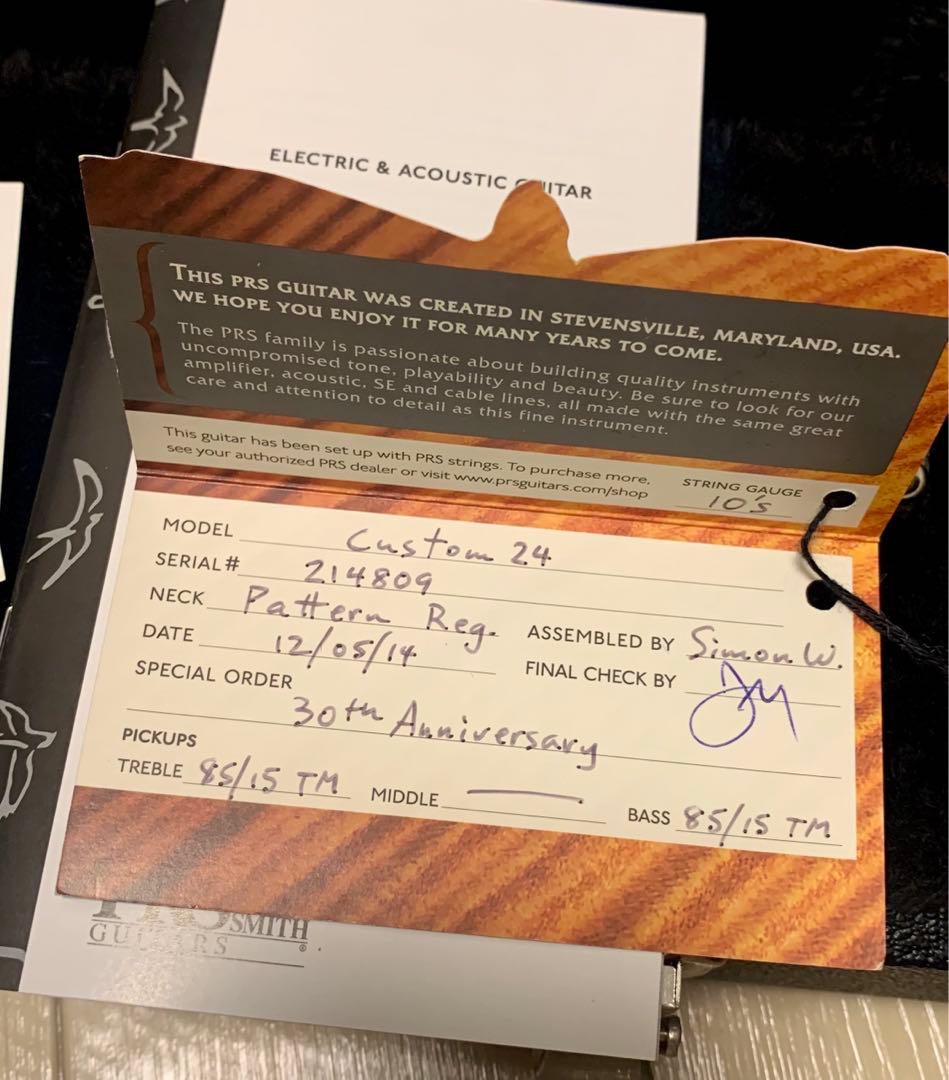 ELECTRIC & ACOUSTIC GUITAR
THIS PRS GUITAR WAS CREATED IN STEVENSVILLE, MARYLAND, USA.
WE HOPE YOU ENJOY IT FOR MANY YEARS TO COME.
The PRS family is passionate about building quality instruments with
uncompromised tone, playability and beauty. Be sure to look for our
amplifier, acoustic, SE and cable lines, all made with the same great
care and attention to detail as this fine instrument.
This guitar has been set up with PRS strings. To purchase more,
see your authorized PRS dealer or visit www.prsguitars.com/shop
STRING GAUGE
10's
MODEL Custom 24
SERIAL# 214809
NECK Pattern Reg.
DATE 12/05/14
ASSEMBLED BY Simon W.
FINAL CHECK BY
SPECIAL ORDER
30th Anniversary
PICKUPS
TREBLE 85/15 TM MIDDLE — BASS 85/15 TM
SMITH
GUITARS